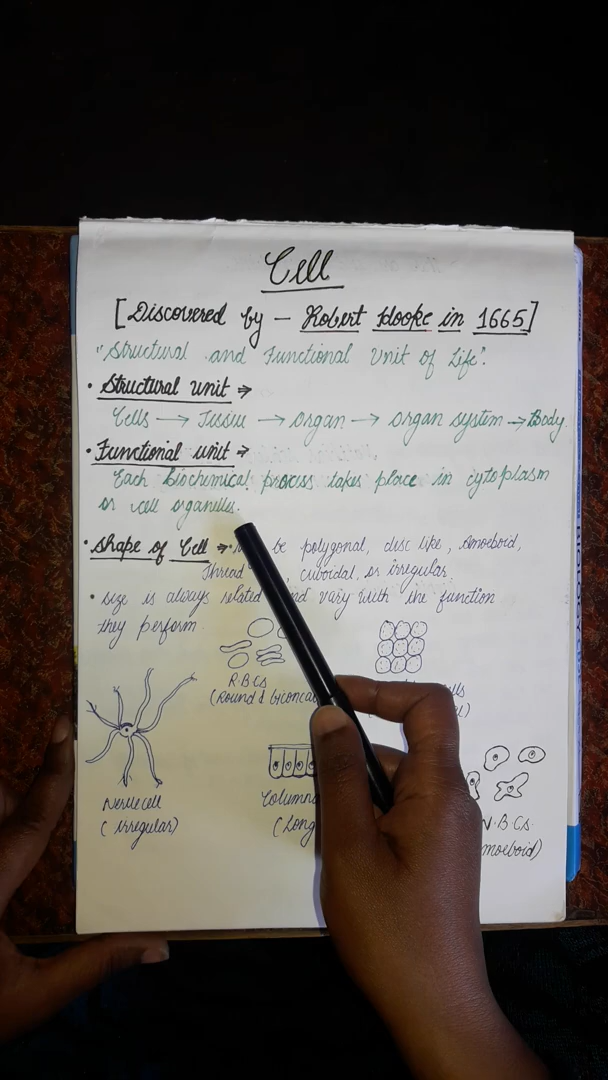 Cell
[Discovered by - Robert Hooke in 1665]
"Structural and Functional Unit of Life".
• Structural unit ⇒
Cells → Tissue → Organ → Organ system → Body.
• Functional unit ⇒
Each biochemical process takes place in cytoplasm
or cell organelles.
• Shape of Cell ⇒ be polygonal, disc like, Amoeboid,
Thread cuboidal, or irregular
• size is always related and vary with the function
they perform.
R.B.Cs
(Round & biconca
Nervecell
(irregular)
Column
(Long
W.B.Cs.
moeboid)